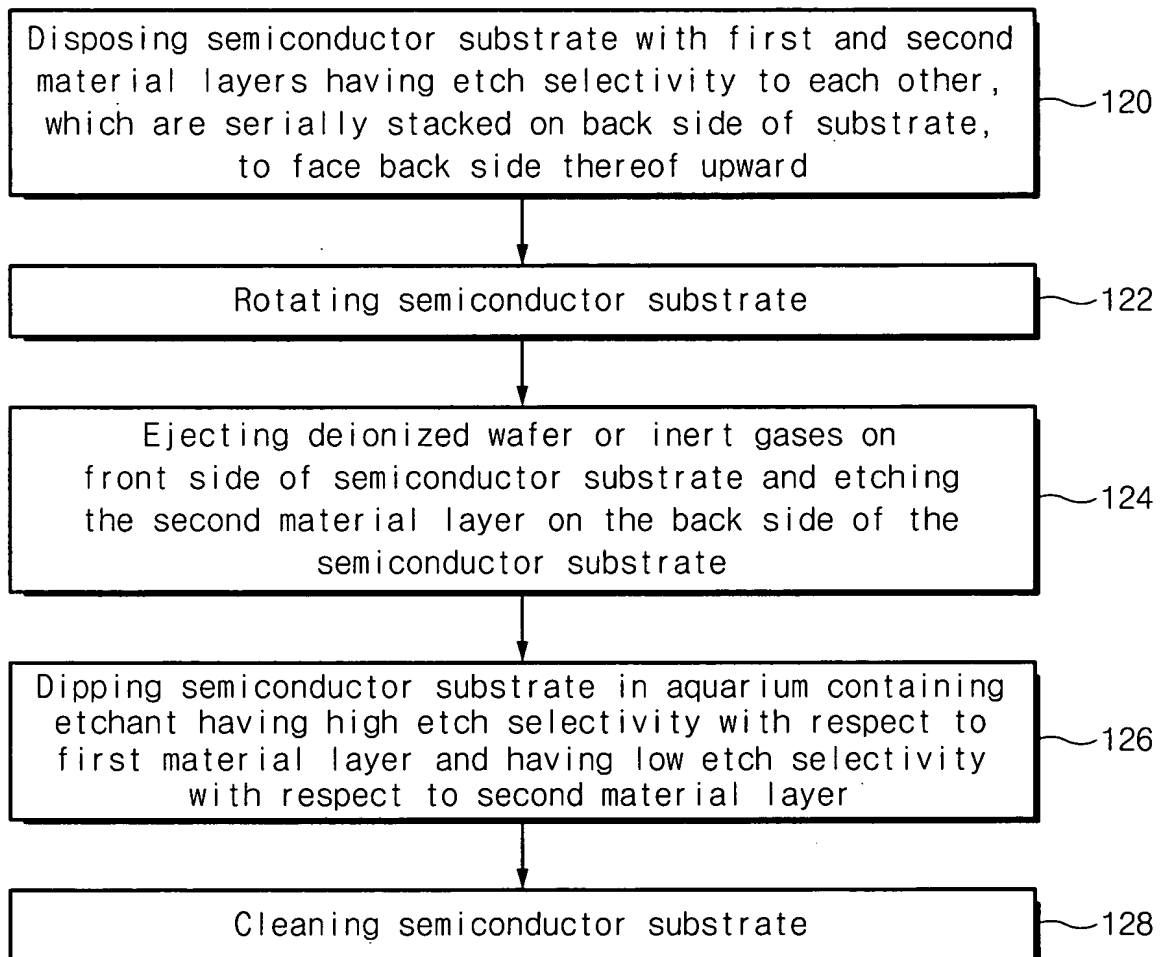 Disposing semiconductor substrate with first and second
material layers having etch selectivity to each other,
which are serially stacked on back side of substrate,
to face back side thereof upward
120
Rotating semiconductor substrate
122
Ejecting deionized wafer or inert gases on
front side of semiconductor substrate and etching
the second material layer on the back side of the
semiconductor substrate
124
Dipping semiconductor substrate in aquarium containing
etchant having high etch selectivity with respect to
first material layer and having low etch selectivity
with respect to second material layer
126
Cleaning semiconductor substrate
128